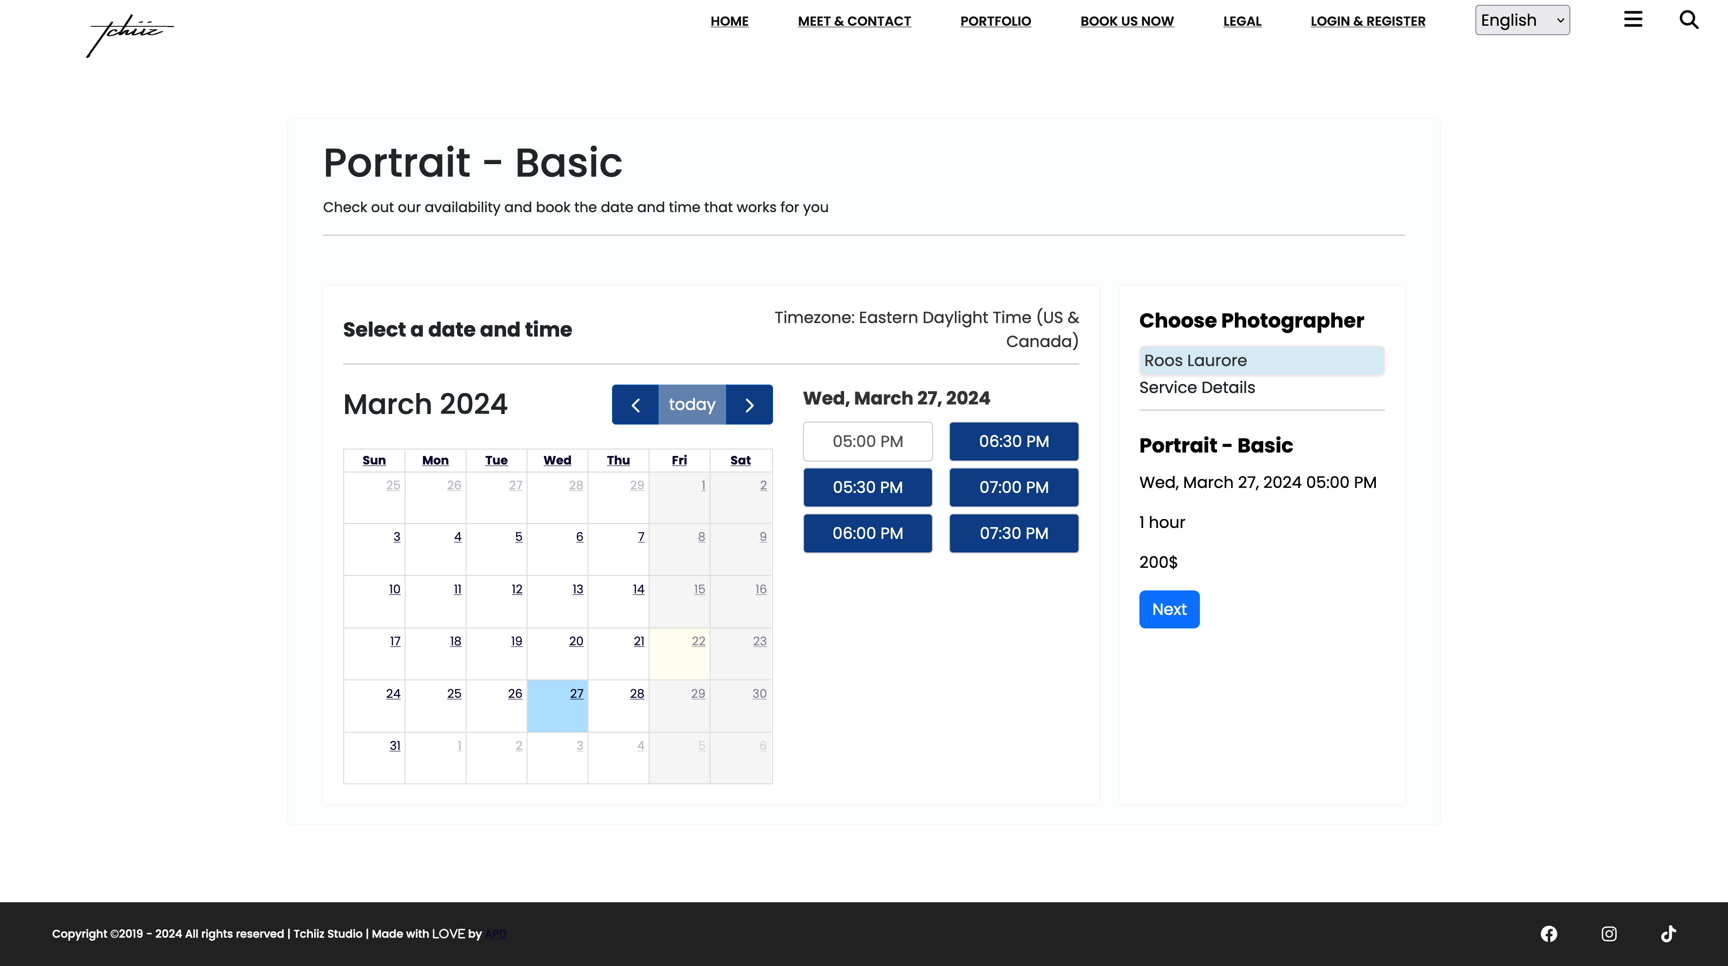 Tchiiz
HOME MEET & CONTACT PORTFOLIO BOOK US NOW LEGAL LOGIN & REGISTER English
Portrait - Basic
Check out our availability and book the date and time that works for you
Select a date and time
Timezone: Eastern Daylight Time (US &
Canada)
March 2024
today
Sun Mon Tue Wed Thu Fri Sat
25 26 27 28 29 1 2
3 4 5 6 7 8 9
10 11 12 13 14 15 16
17 18 19 20 21 22 23
24 25 26 27 28 29 30
31 1 2 3 4 5 6
Wed, March 27, 2024
05:00 PM 06:30 PM
05:30 PM 07:00 PM
06:00 PM 07:30 PM
Choose Photographer
Roos Laurore
Service Details
Portrait - Basic
Wed, March 27, 2024 05:00 PM
1 hour
200$
Next
Copyright ©2019 - 2024 All rights reserved | Tchiiz Studio | Made with LOVE by APD